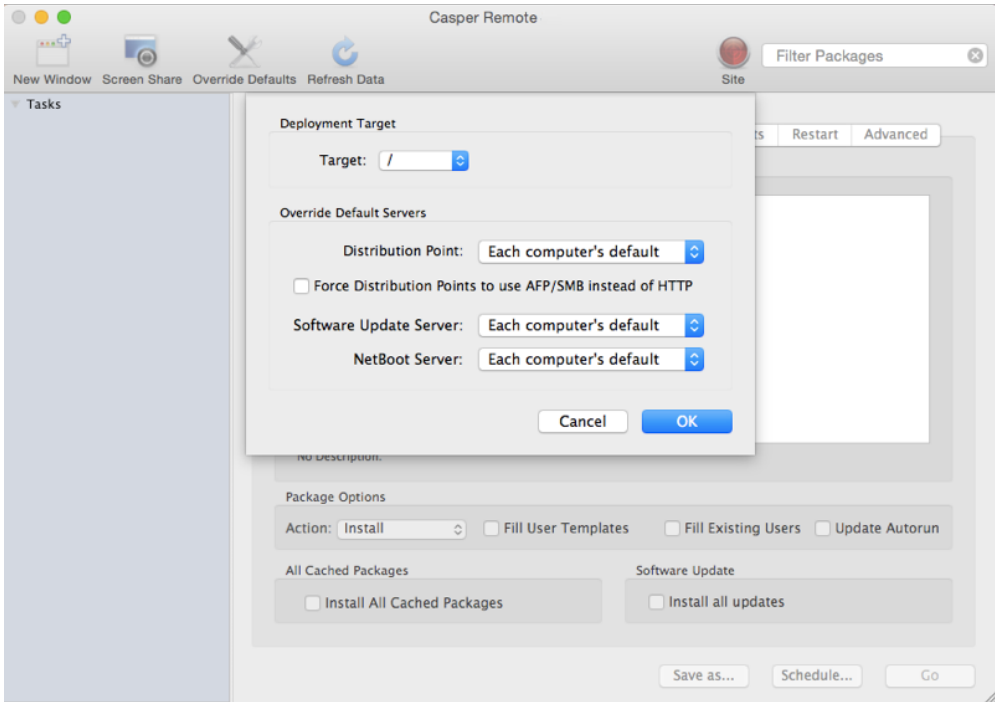 Casper Remote
New Window Screen Share Override Defaults Refresh Data Site Filter Packages
Tasks
Deployment Target
ts Restart Advanced
Target: /
Override Default Servers
Distribution Point: Each computer's default
Force Distribution Points to use AFP/SMB instead of HTTP
Software Update Server: Each computer's default
NetBoot Server: Each computer's default
Cancel OK
No Description.
Package Options
Action: Install Fill User Templates Fill Existing Users Update Autorun
All Cached Packages Software Update
Install All Cached Packages Install all updates
Save as... Schedule... Go